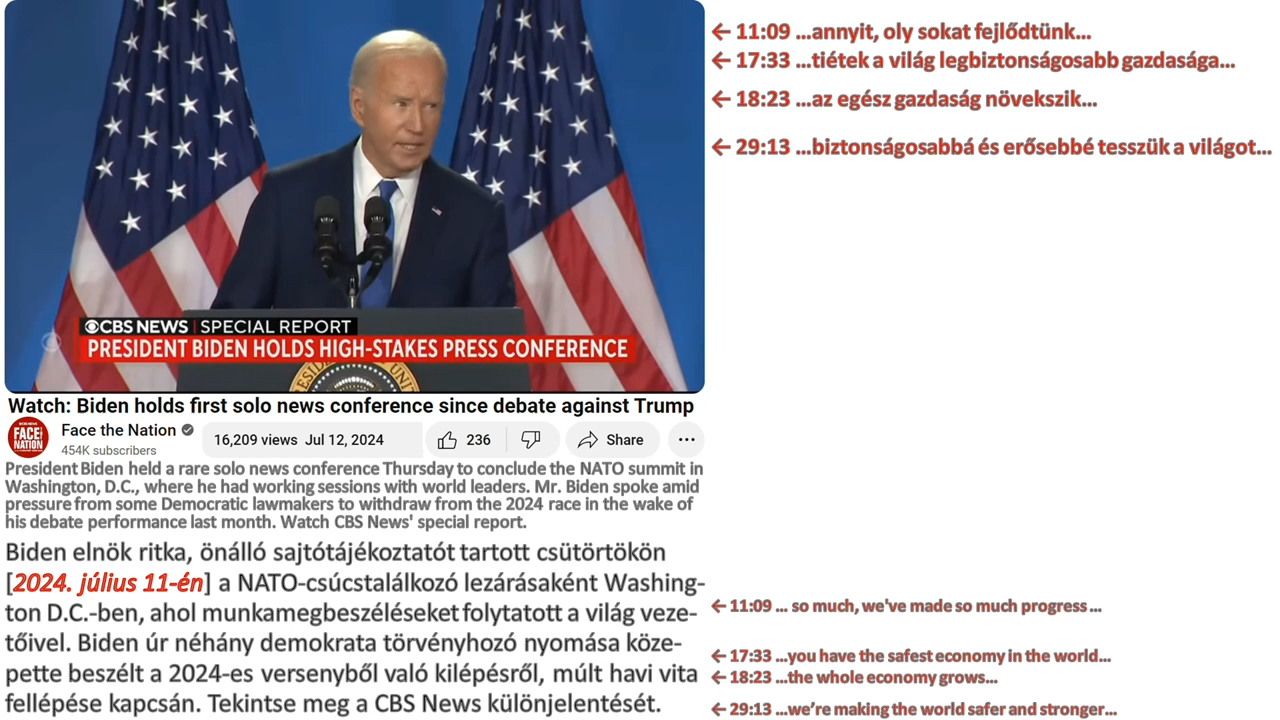 CBS NEWS | SPECIAL REPORT
PRESIDENT BIDEN HOLDS HIGH-STAKES PRESS CONFERENCE
Watch: Biden holds first solo news conference since debate against Trump
FACE THE NATION
Face the Nation
454K subscribers
16,209 views Jul 12, 2024
236
Share
President Biden held a rare solo news conference Thursday to conclude the NATO summit in
Washington, D.C., where he had working sessions with world leaders. Mr. Biden spoke amid
pressure from some Democratic lawmakers to withdraw from the 2024 race in the wake of
his debate performance last month. Watch CBS News' special report.
Biden elnök ritka, önálló sajtótájékoztatót tartott csütörtökön
[2024. július 11-én] a NATO-csúcstalálkozó lezárásaként Washing-
ton D.C.-ben, ahol munkamegbeszéléseket folytatott a világ veze-
tőivel. Biden úr néhány demokrata törvényhozó nyomása köze-
pette beszélt a 2024-es versenyből való kilépésről, múlt havi vita
fellépése kapcsán. Tekintse meg a CBS News különjelentését.
← 11:09 ...annyit, oly sokat fejlődtünk...
← 17:33 ...tiétek a világ legbiztonságosabb gazdasága...
← 18:23 ...az egész gazdaság növekszik...
← 29:13 ...biztonságosabbá és erősebbé tesszük a világot...
← 11:09 ... so much, we've made so much progress...
← 17:33 ...you have the safest economy in the world...
← 18:23 ...the whole economy grows...
← 29:13 ...we're making the world safer and stronger...